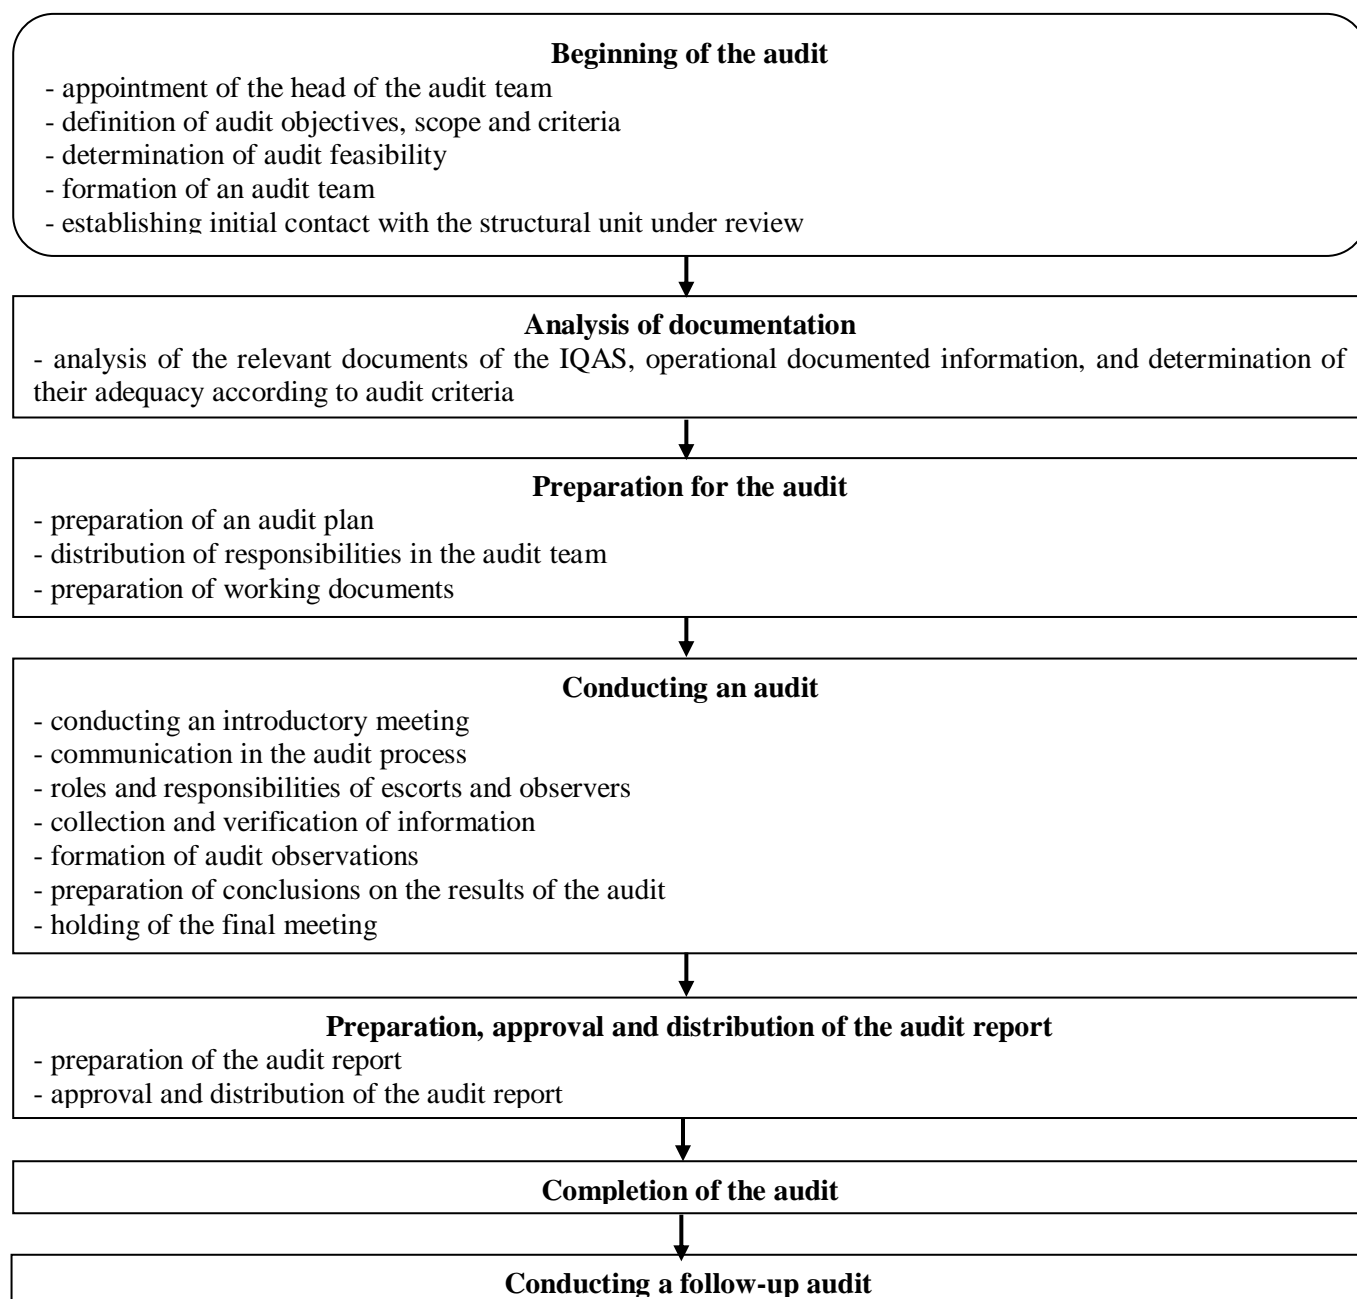 Beginning of the audit
- appointment of the head of the audit team
- definition of audit objectives, scope and criteria
- determination of audit feasibility
- formation of an audit team
- establishing initial contact with the structural unit under review
Analysis of documentation
- analysis of the relevant documents of the IQAS, operational documented information, and determination of
their adequacy according to audit criteria
Preparation for the audit
- preparation of an audit plan
- distribution of responsibilities in the audit team
- preparation of working documents
Conducting an audit
- conducting an introductory meeting
- communication in the audit process
- roles and responsibilities of escorts and observers
- collection and verification of information
- formation of audit observations
- preparation of conclusions on the results of the audit
- holding of the final meeting
Preparation, approval and distribution of the audit report
- preparation of the audit report
- approval and distribution of the audit report
Completion of the audit
Conducting a follow-up audit